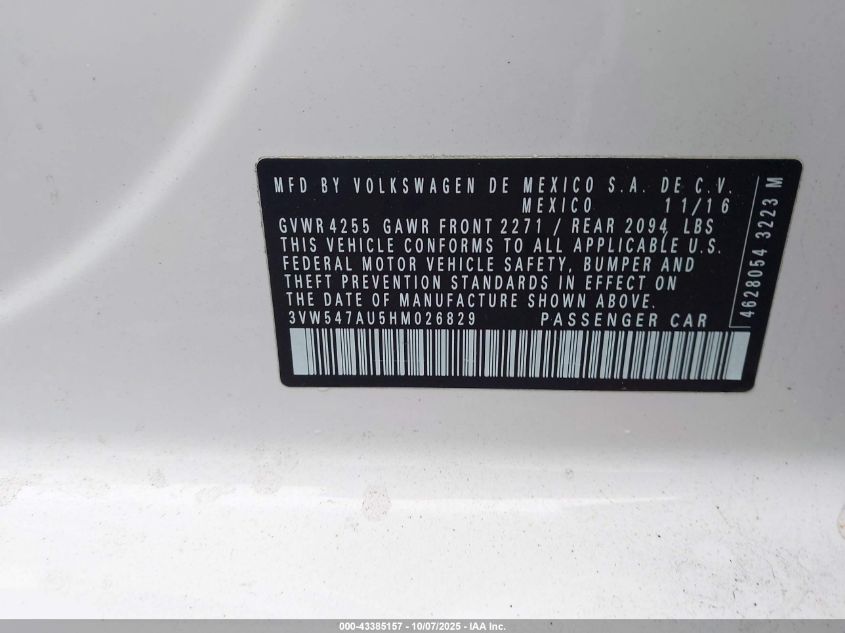 MFD BY VOLKSWAGEN DE MEXICO S.A. DE C.V.
MEXICO 11/16
GVWR 4255 GAWR FRONT 2271 / REAR 2094 LBS
THIS VEHICLE CONFORMS TO ALL APPLICABLE U.S.
FEDERAL MOTOR VEHICLE SAFETY, BUMPER AND
THEFT PREVENTION STANDARDS IN EFFECT ON
THE DATE OF MANUFACTURE SHOWN ABOVE.
3VW547AU5HM026829 PASSENGER CAR
4628054 3223 M
000-43385157 - 10/07/2025 - IAA Inc.